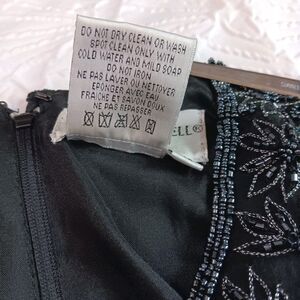 DO NOT DRY CLEAN OR WASH
SPOT CLEAN ONLY WITH
COLD WATER AND MILD SOAP
DO NOT IRON
NE PAS LAVER OU NETTOYER
EPONGER AVEC EAU
FRAICHE ET SAVON DOUX
NE PAS REPASSER
ELL®